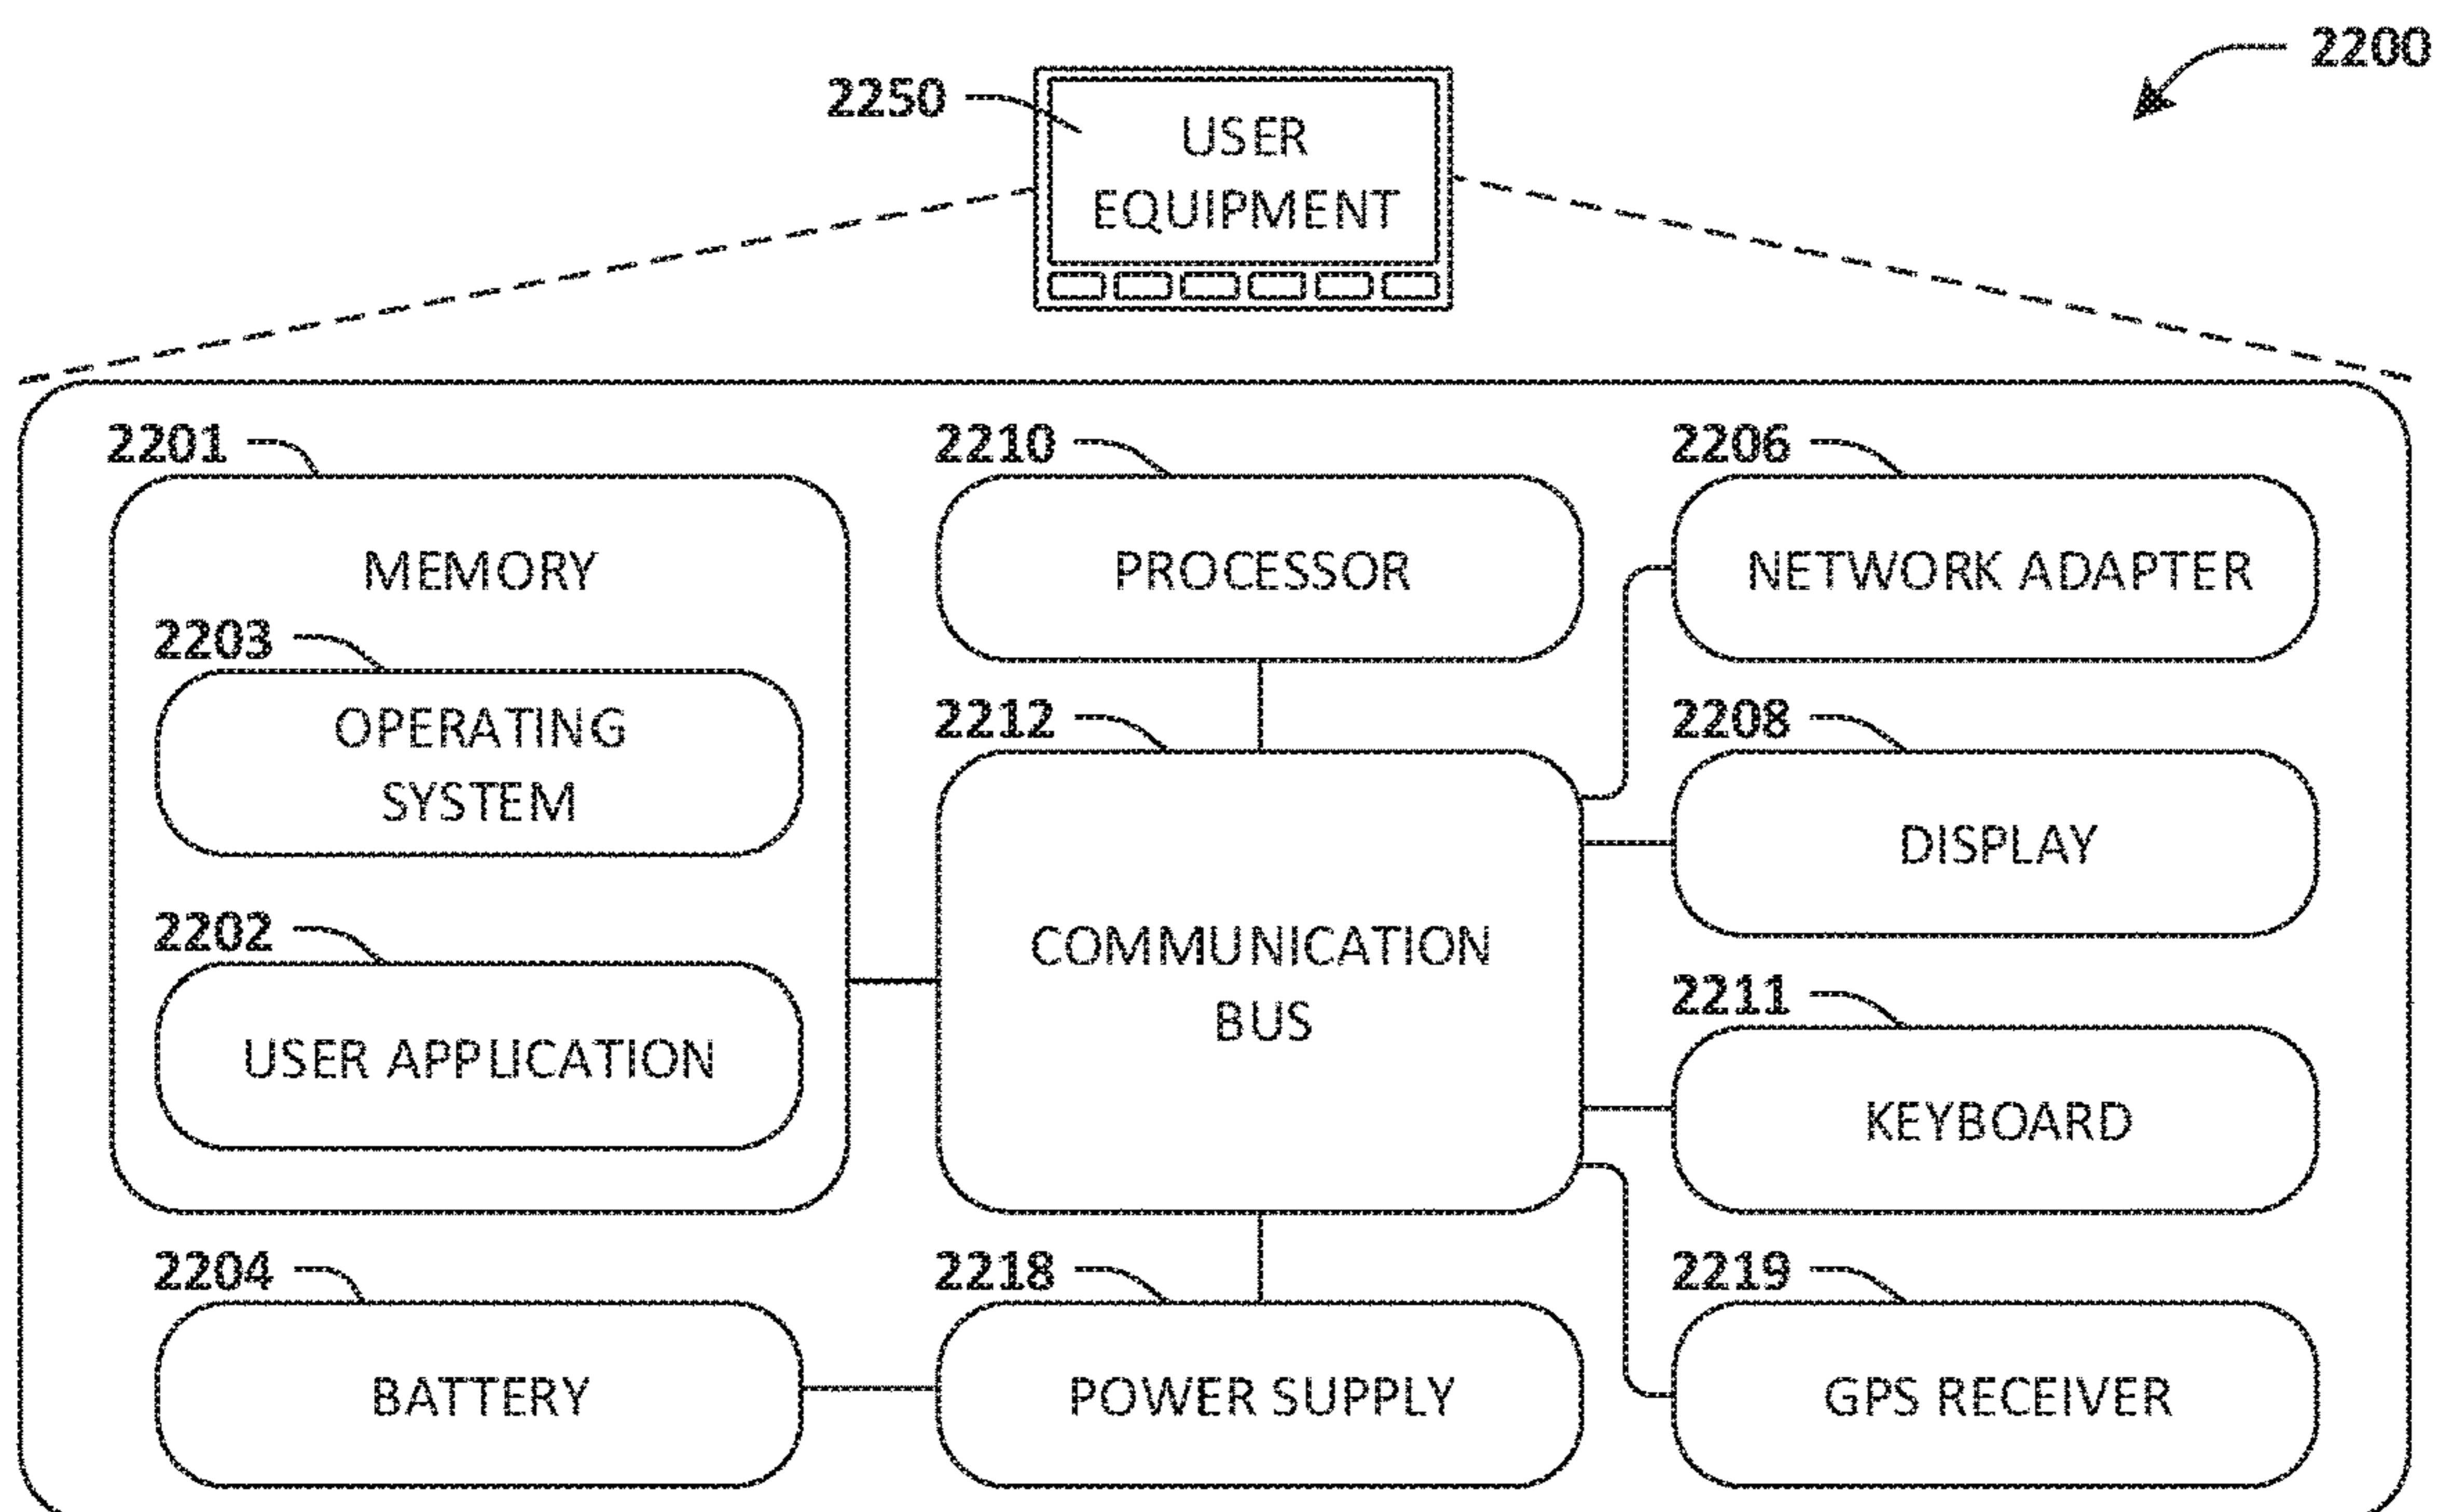 2200
2250
USER
EQUIPMENT
2201
MEMORY
2203
OPERATING
SYSTEM
2202
USER APPLICATION
2204
BATTERY
2210
PROCESSOR
2212
COMMUNICATION
BUS
2218
POWER SUPPLY
2206
NETWORK ADAPTER
2208
DISPLAY
2211
KEYBOARD
2219
GPS RECEIVER